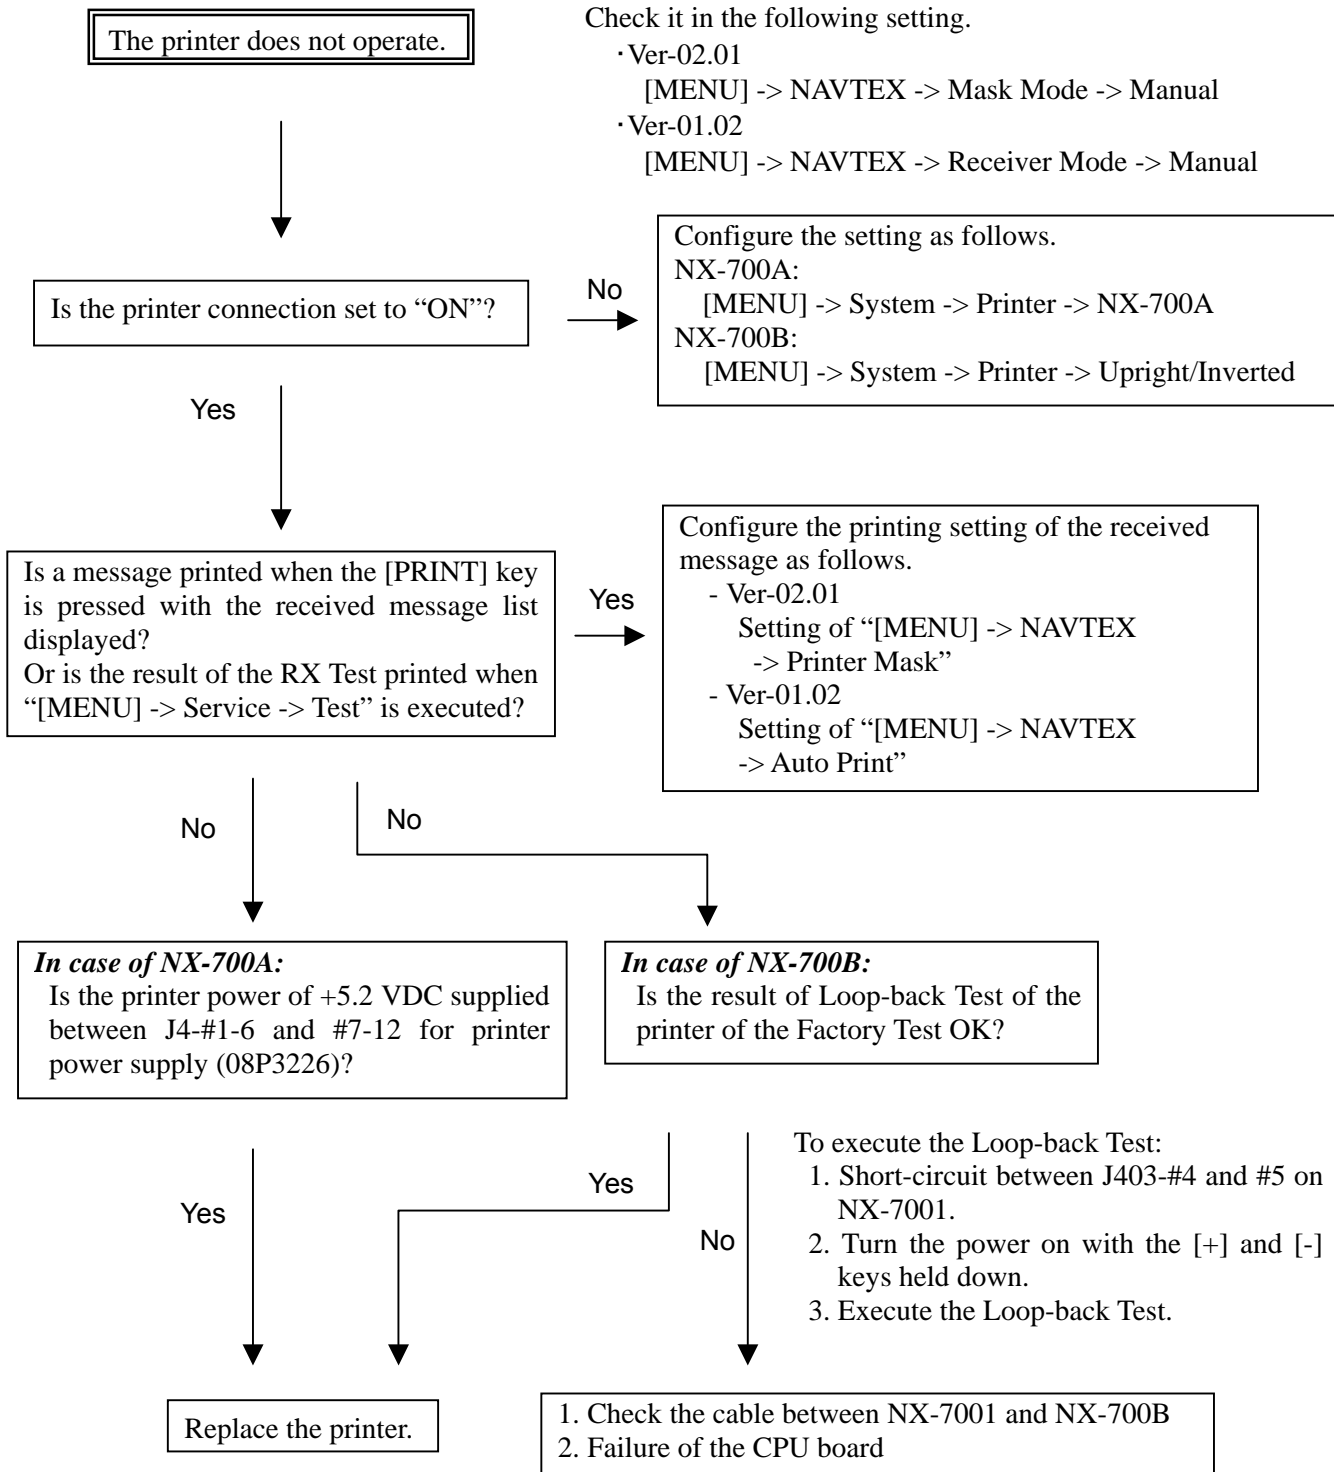 The printer does not operate.
Check it in the following setting.
・Ver-02.01
[MENU] -> NAVTEX -> Mask Mode -> Manual
・Ver-01.02
[MENU] -> NAVTEX -> Receiver Mode -> Manual
Is the printer connection set to “ON”?
No
Configure the setting as follows.
NX-700A:
[MENU] -> System -> Printer -> NX-700A
NX-700B:
[MENU] -> System -> Printer -> Upright/Inverted
Yes
Is a message printed when the [PRINT] key
is pressed with the received message list
displayed?
Or is the result of the RX Test printed when
“[MENU] -> Service -> Test” is executed?
Yes
Configure the printing setting of the received
message as follows.
- Ver-02.01
Setting of “[MENU] -> NAVTEX
-> Printer Mask”
- Ver-01.02
Setting of “[MENU] -> NAVTEX
-> Auto Print”
No
No
In case of NX-700A:
Is the printer power of +5.2 VDC supplied
between J4-#1-6 and #7-12 for printer
power supply (08P3226)?
In case of NX-700B:
Is the result of Loop-back Test of the
printer of the Factory Test OK?
Yes
Yes
No
To execute the Loop-back Test:
1. Short-circuit between J403-#4 and #5 on
NX-7001.
2. Turn the power on with the [+] and [-]
keys held down.
3. Execute the Loop-back Test.
Replace the printer.
1. Check the cable between NX-7001 and NX-700B
2. Failure of the CPU board